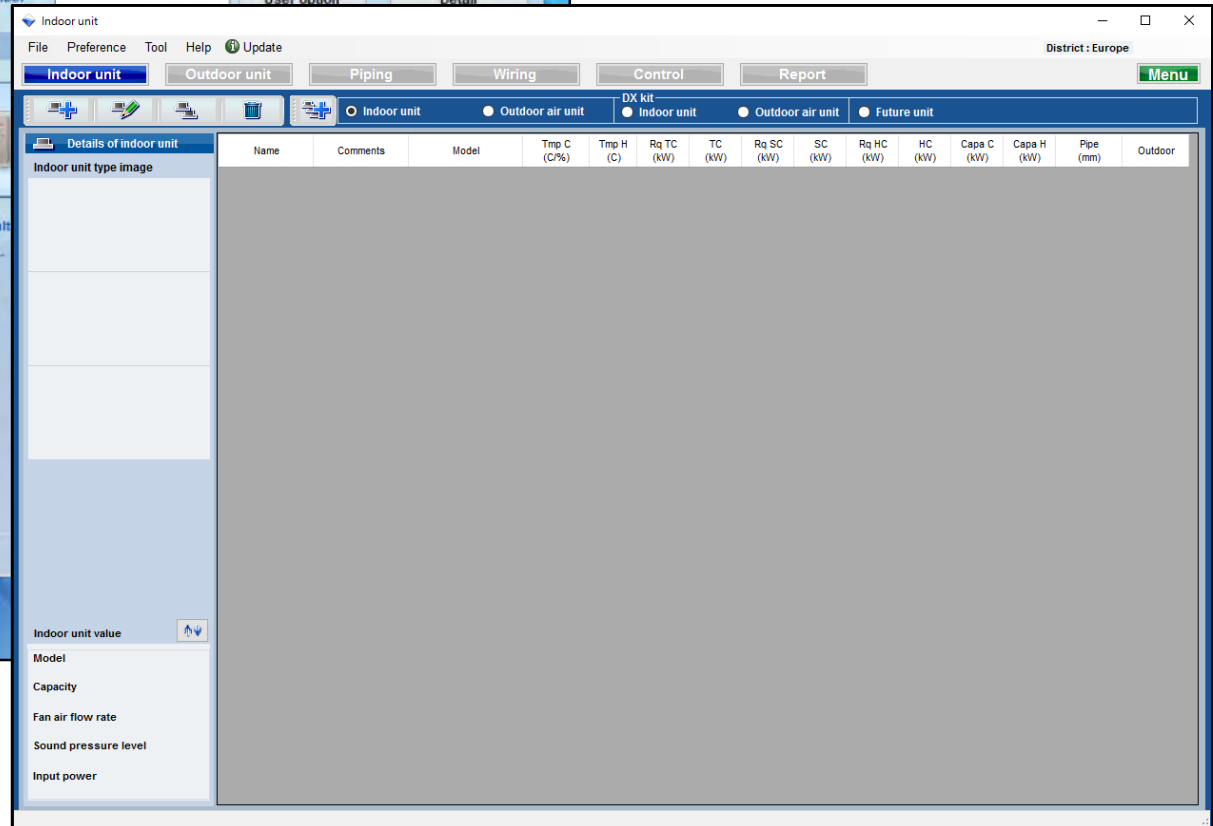 User option Detail
Indoor unit
File Preference Tool Help Update District : Europe
Indoor unit Outdoor unit Piping Wiring Control Report Menu
DX kit
Indoor unit Outdoor air unit Indoor unit Outdoor air unit Future unit
Details of indoor unit
Indoor unit type image
Name Comments Model Tmp C (C/%) Tmp H (C) Rq TC (kW) TC (kW) Rq SC (kW) SC (kW) Rq HC (kW) HC (kW) Capa C (kW) Capa H (kW) Pipe (mm) Outdoor
Indoor unit value
Model
Capacity
Fan air flow rate
Sound pressure level
Input power